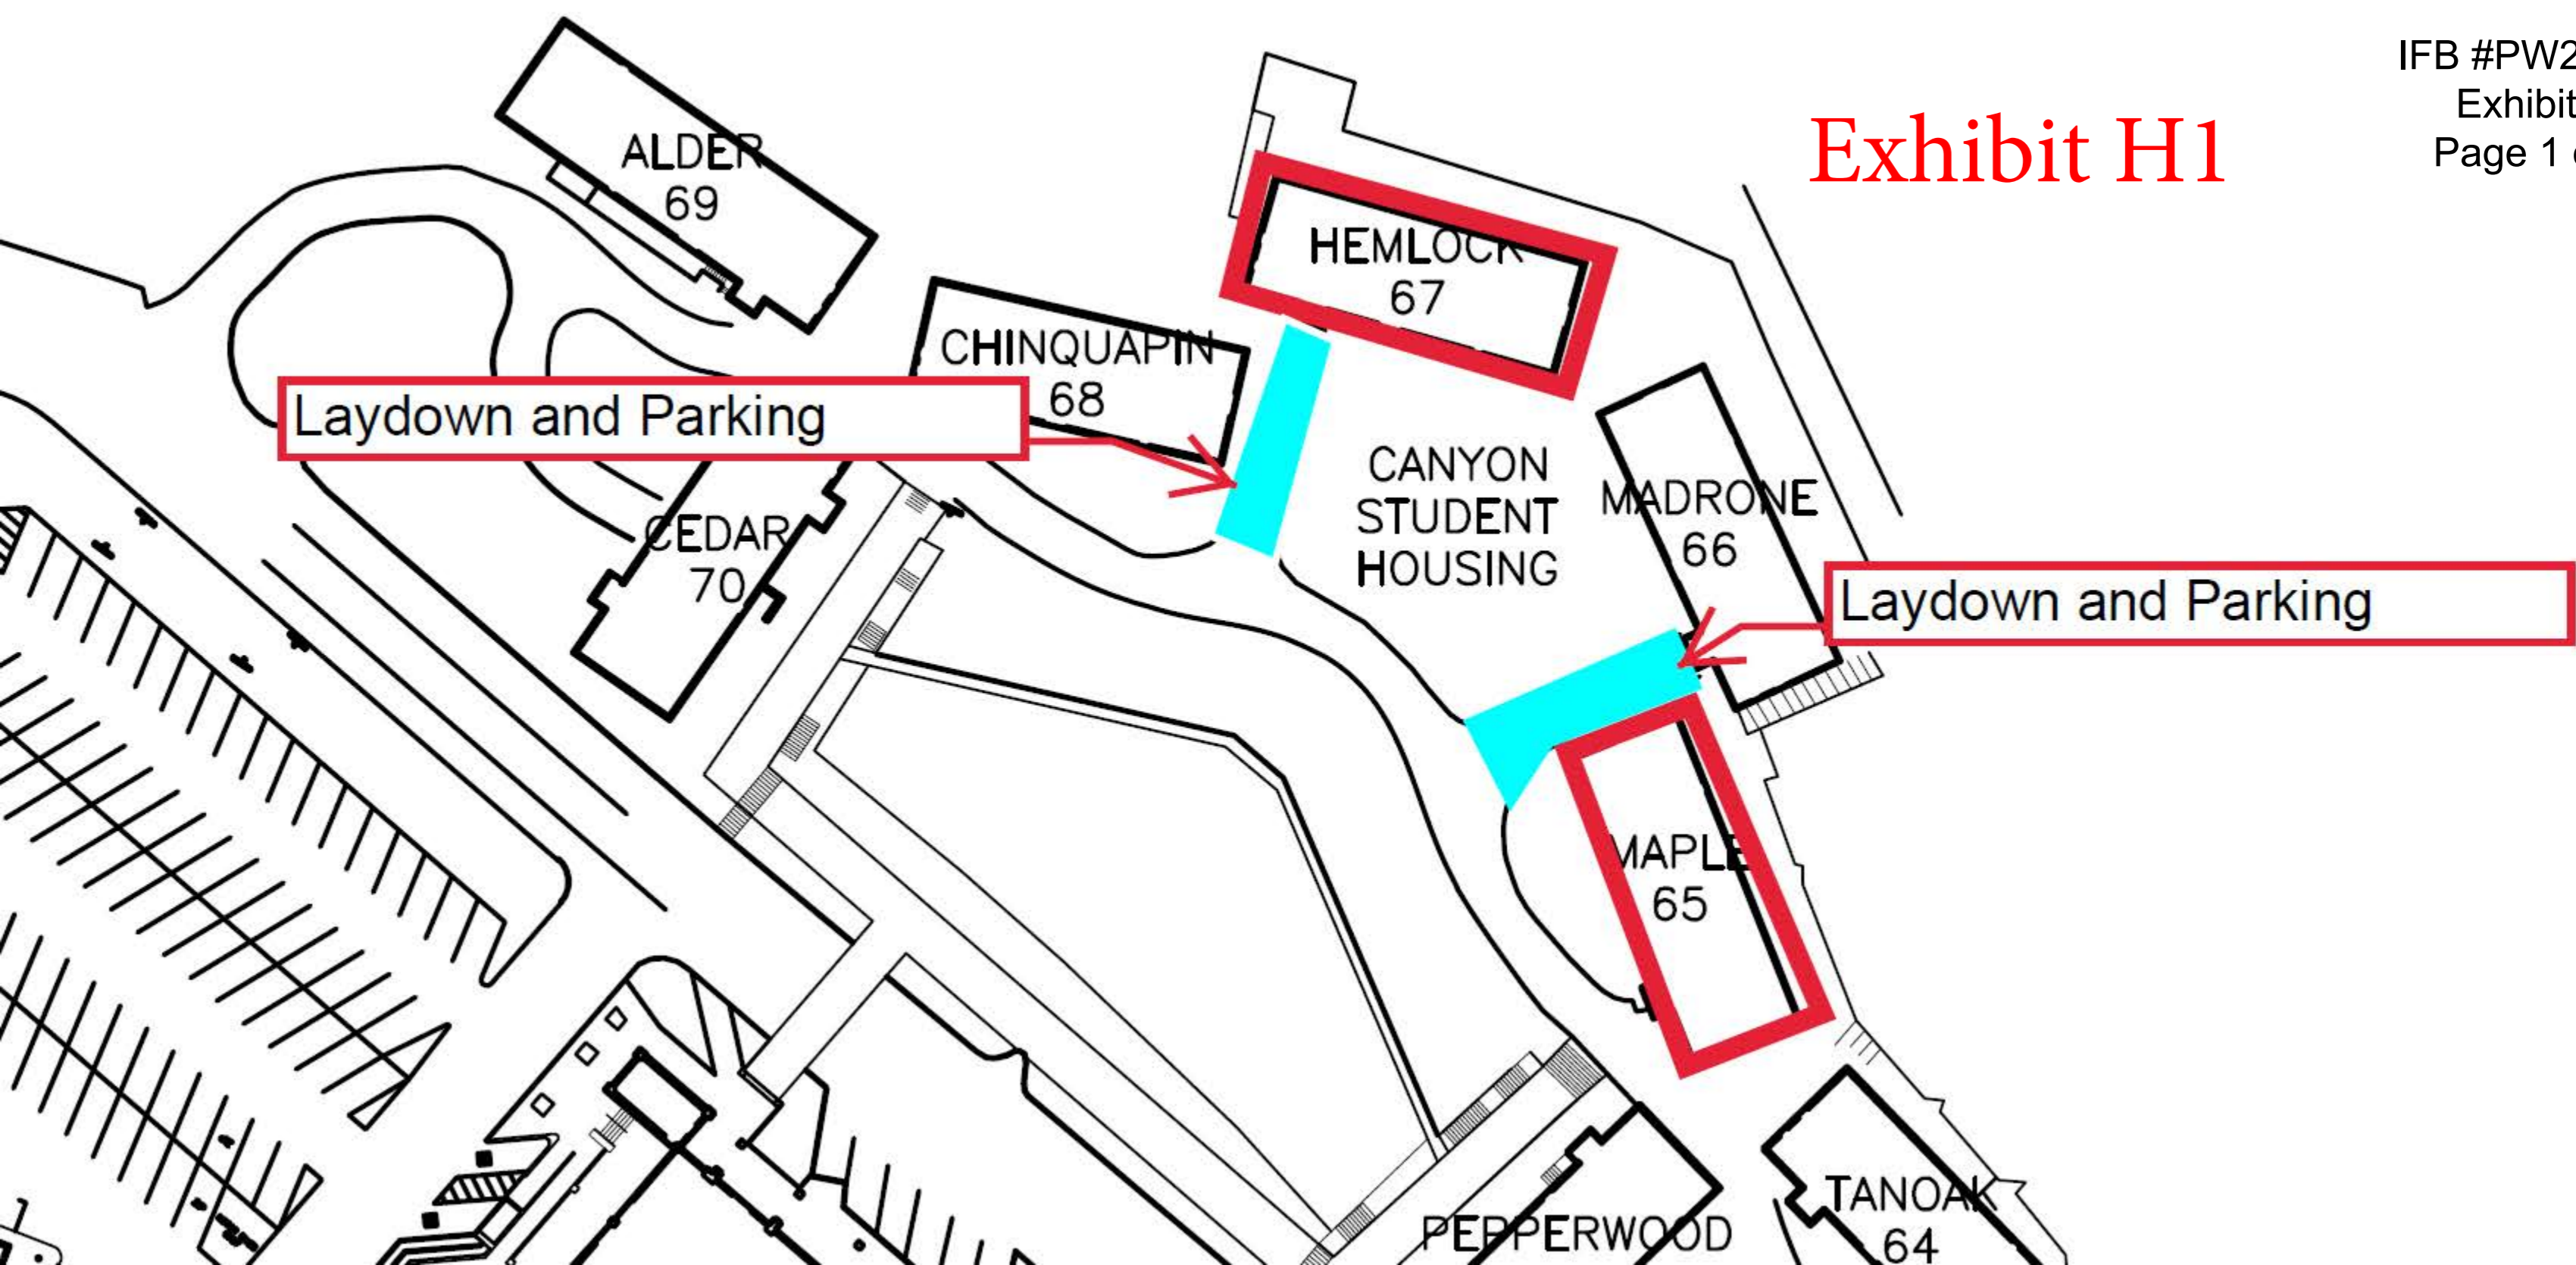 IFB #PW2
Exhibit
Page 1
Exhibit H1
ALDER
69
HEMLOCK
67
CHINQUAPIN
68
Laydown and Parking
CANYON
STUDENT
HOUSING
MADRONE
66
CEDAR
70
Laydown and Parking
MAPLE
65
TANOAK
64
PEPPERWOOD